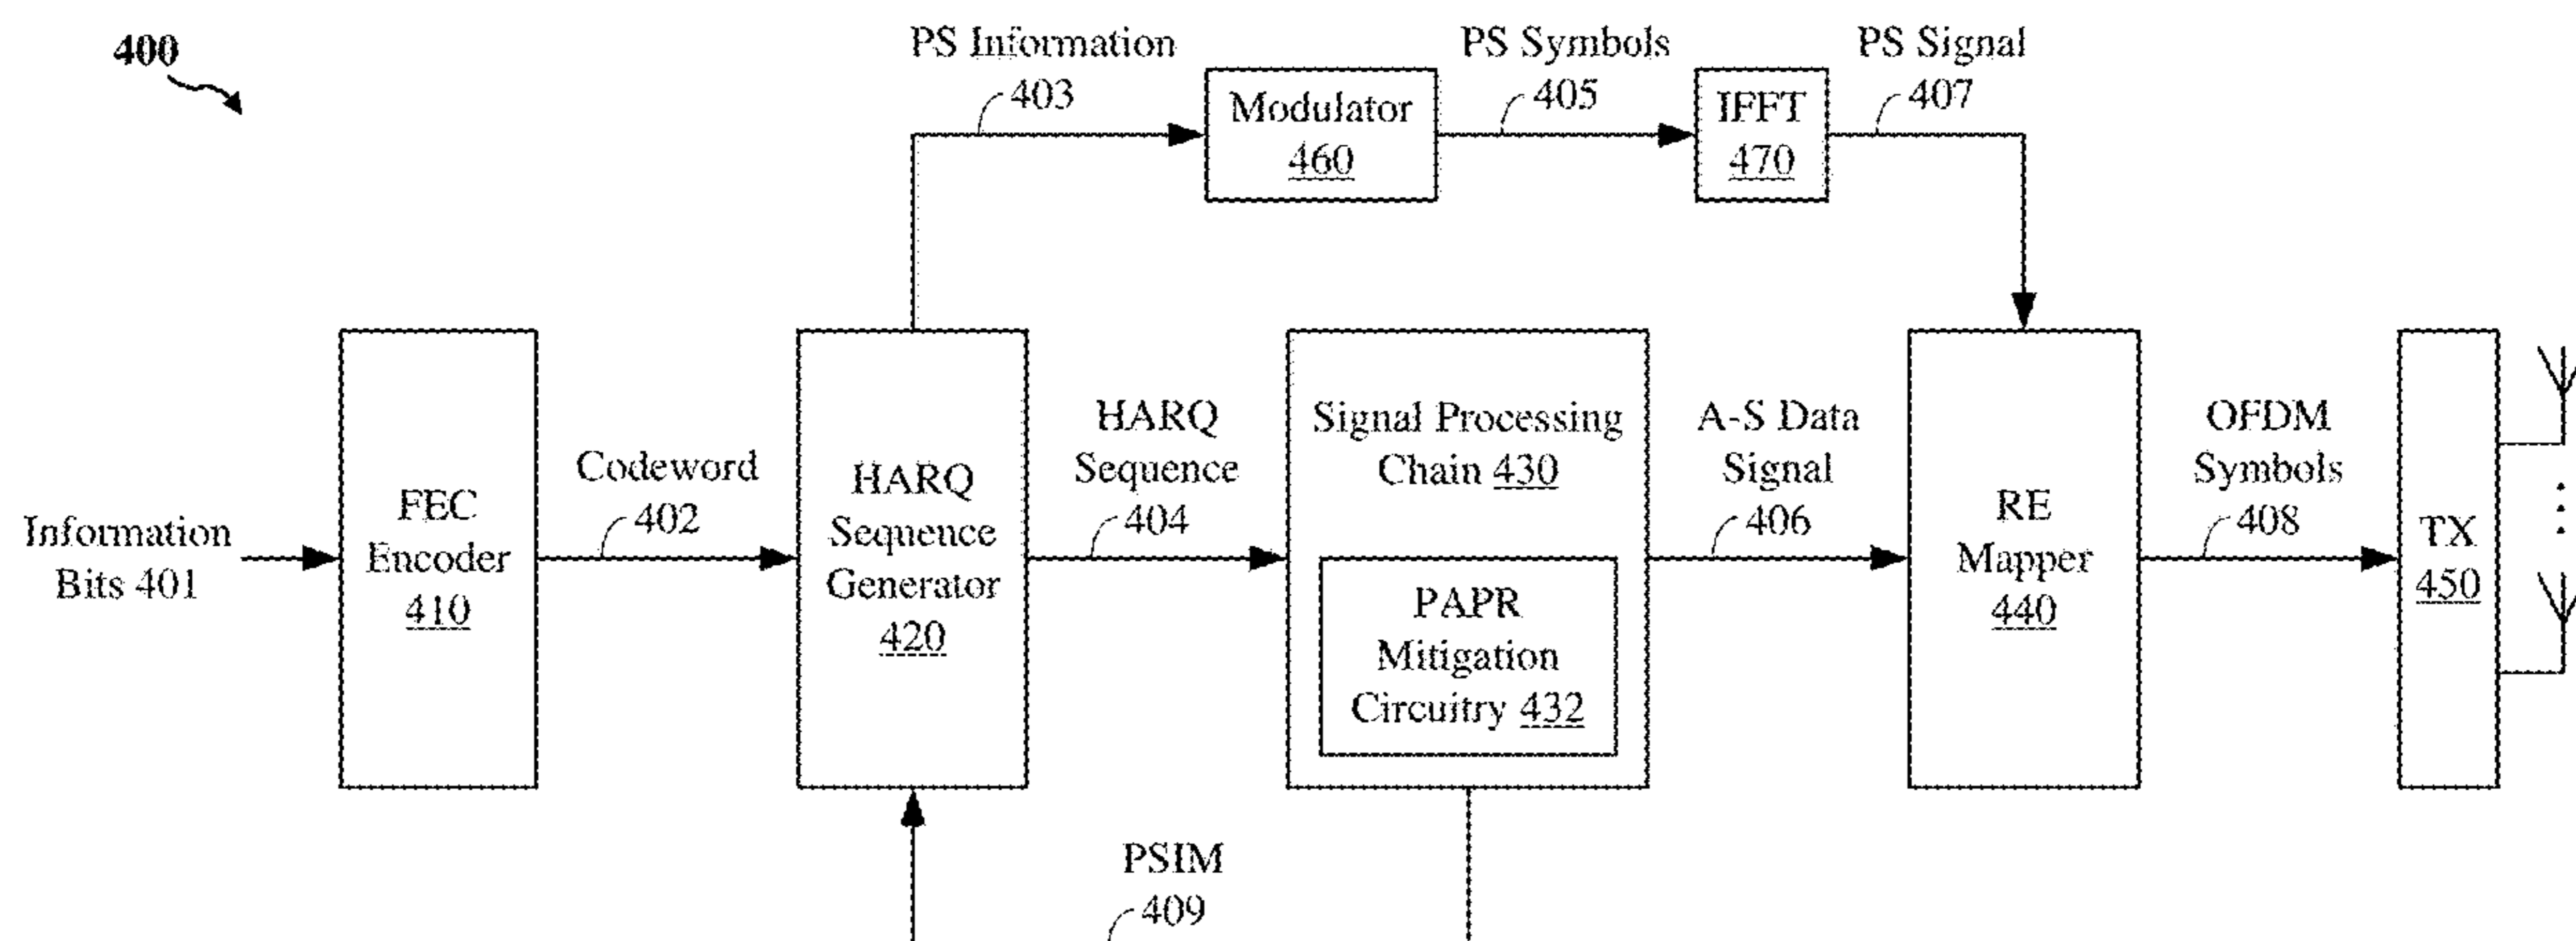 400
PS Information
403
Modulator
460
PS Symbols
405
IFFT
470
PS Signal
407
Information
Bits 401
FEC
Encoder
410
Codeword
402
HARQ
Sequence
Generator
420
HARQ
Sequence
404
Signal Processing
Chain 430
PAPR
Mitigation
Circuitry 432
A-S Data
Signal
406
RE
Mapper
440
OFDM
Symbols
408
TX
450
PSIM
409